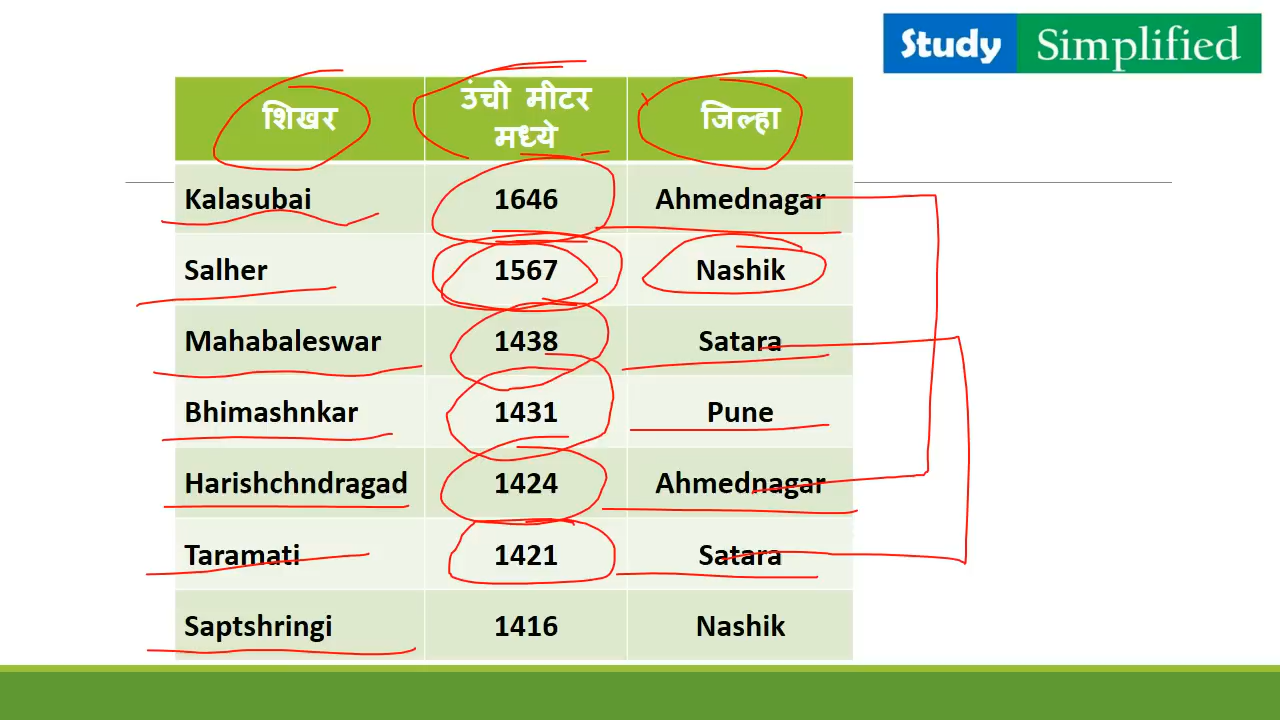 Study Simplified
शिखर उंची मीटर मध्ये जिल्हा
Kalasubai 1646 Ahmednagar
Salher 1567 Nashik
Mahabaleswar 1438 Satara
Bhimashnkar 1431 Pune
Harishchndragad 1424 Ahmednagar
Taramati 1421 Satara
Saptshringi 1416 Nashik